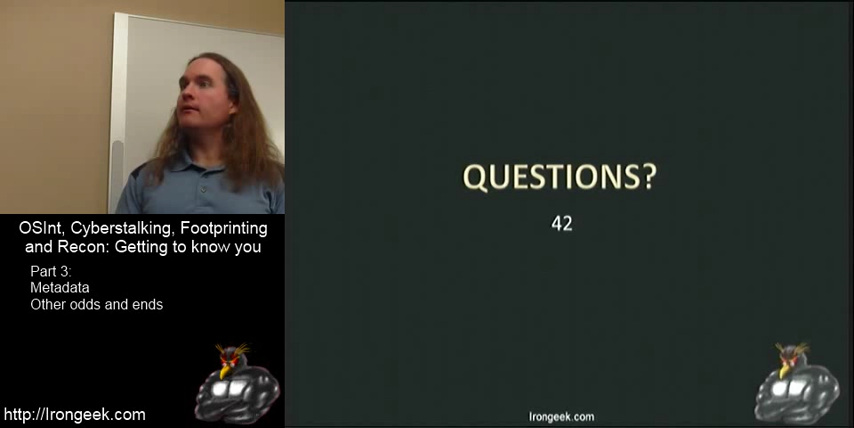 OSInt, Cyberstalking, Footprinting
and Recon: Getting to know you
Part 3:
Metadata
Other odds and ends
http://Irongeek.com
QUESTIONS?
42
Irongeek.com